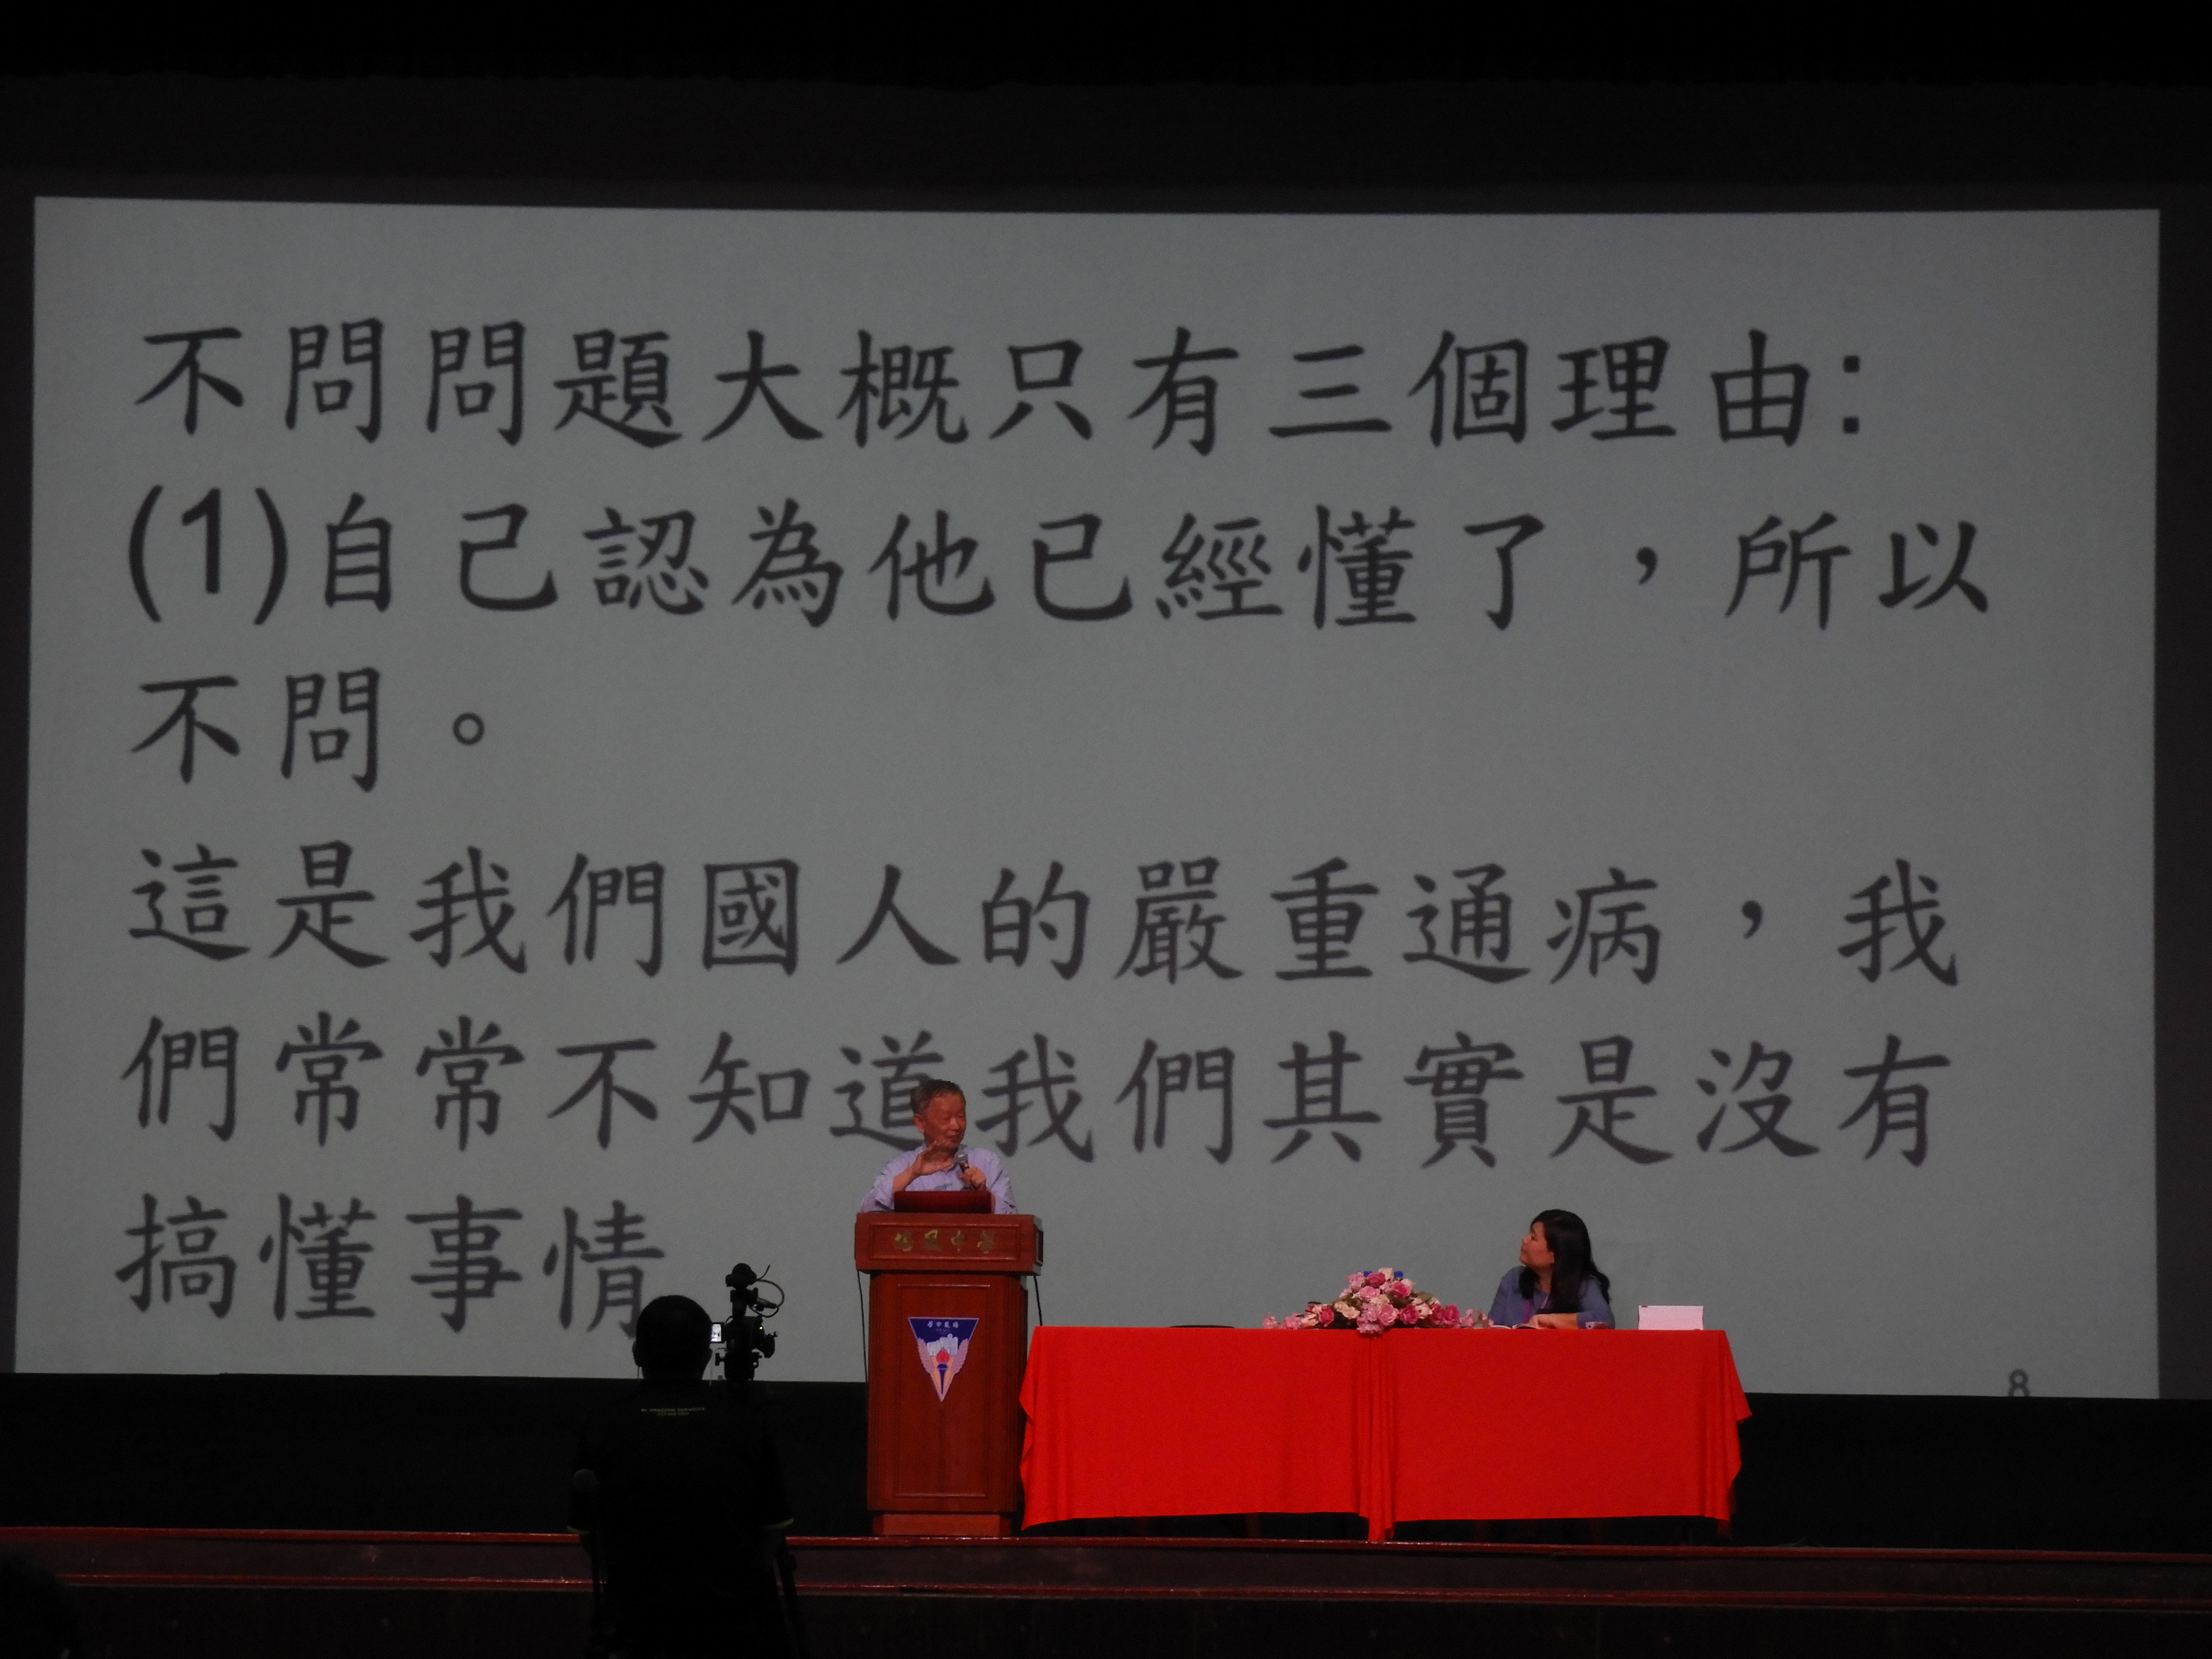 不問問題大概只有三個理由:
(1)自己認為他已經懂了，所以
不問。
這是我們國人的嚴重通病，我
們常常不知道我們其實是沒有
搞懂事情
8